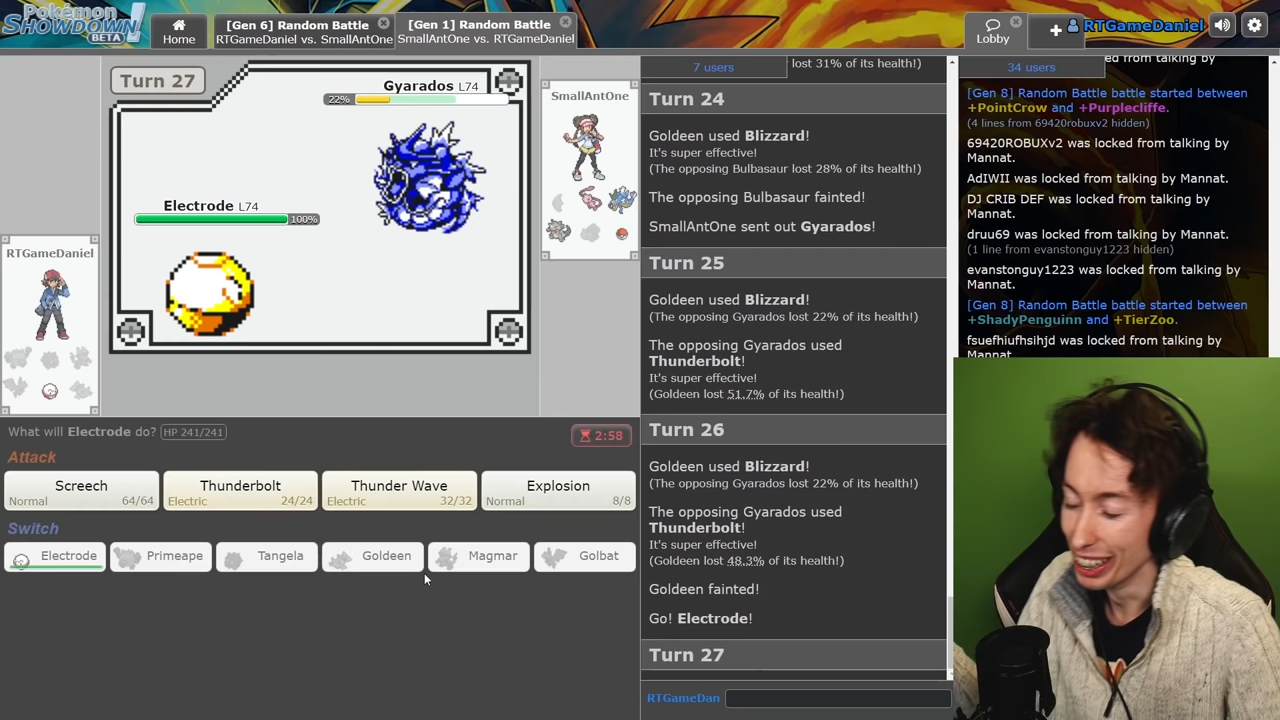 Pokémon
SHOWDOWN!
BETA
Home
[Gen 6] Random Battle
RTGameDaniel vs. SmallAntOne
[Gen 1] Random Battle
SmallAntOne vs. RTGameDaniel
Lobby
RTGameDaniel
Turn 27
Gyarados L74
22%
Electrode L74
100%
SmallAntOne
RTGameDaniel
What will Electrode do? HP 241/241
2:58
Attack
Screech
Normal 64/64
Thunderbolt
Electric 24/24
Thunder Wave
Electric 32/32
Explosion
Normal 8/8
Switch
Electrode
Primeape
Tangela
Goldeen
Magmar
Golbat
7 users
lost 31% of its health!)
Turn 24
Goldeen used Blizzard!
It's super effective!
(The opposing Bulbasaur lost 28% of its health!)
The opposing Bulbasaur fainted!
SmallAntOne sent out Gyarados!
Turn 25
Goldeen used Blizzard!
(The opposing Gyarados lost 22% of its health!)
The opposing Gyarados used
Thunderbolt!
It's super effective!
(Goldeen lost 51.7% of its health!)
Turn 26
Goldeen used Blizzard!
(The opposing Gyarados lost 22% of its health!)
The opposing Gyarados used
Thunderbolt!
It's super effective!
(Goldeen lost 48.3% of its health!)
Goldeen fainted!
Go! Electrode!
Turn 27
RTGameDan
34 users
ed from talking by
[Gen 8] Random Battle battle started between
+PointCrow and +Purplecliffe.
(4 lines from 69420robuxv2 hidden)
69420ROBUXv2 was locked from talking by
Mannat.
AdIWII was locked from talking by Mannat.
DJ CRIB DEF was locked from talking by
Mannat.
druu69 was locked from talking by Mannat.
(1 line from evanstonguy1223 hidden)
evanstonguy1223 was locked from talking by
Mannat.
[Gen 8] Random Battle battle started between
+ShadyPenguinn and +TierZoo.
fsuefhiufhsihjd was locked from talking by
Mannat.